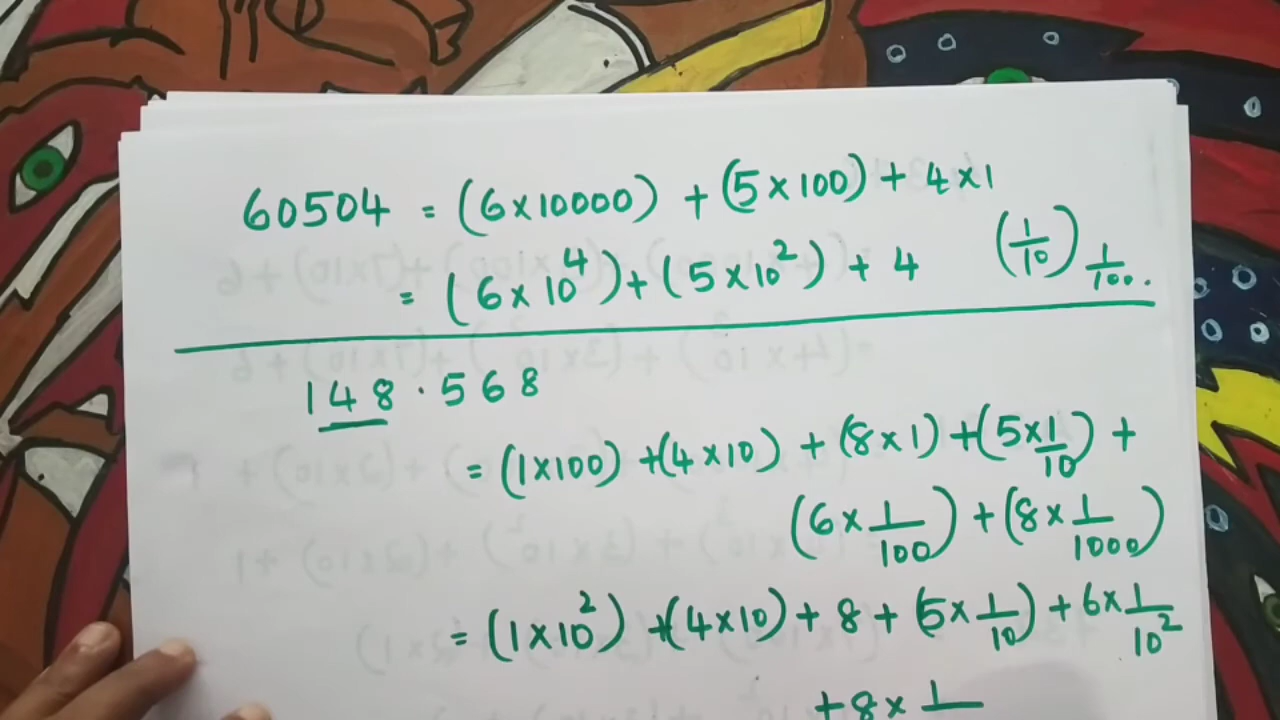 60504 = (6×10000) + (5×100) + 4×1
= (6×10⁴)+(5×10²) + 4 (1/10) 1/100.
148.568
= (1×100) +(4×10) + (8×1)+(5×1/10) +
(6×1/100) +(8×1/1000)
= (1×10²) +(4×10)+ 8 + (5×1/10) + 6×1/10²
+8× 1